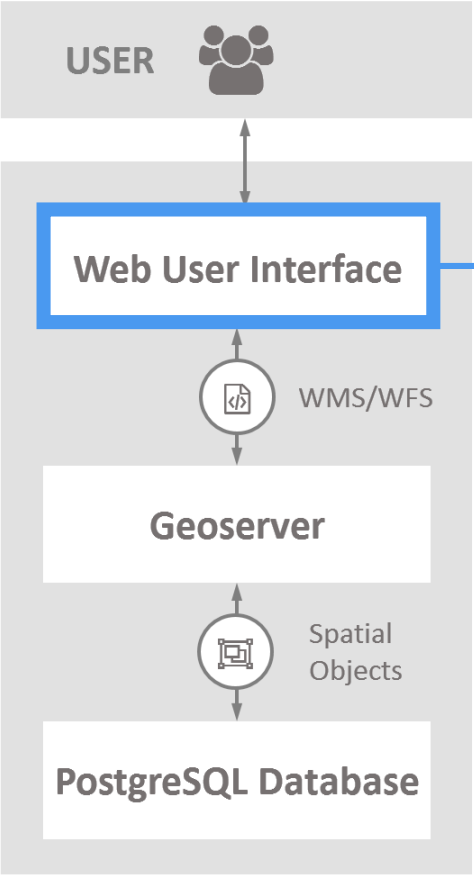 USER
Web User Interface
WMS/WFS
Geoserver
Spatial
Objects
PostgreSQL Database